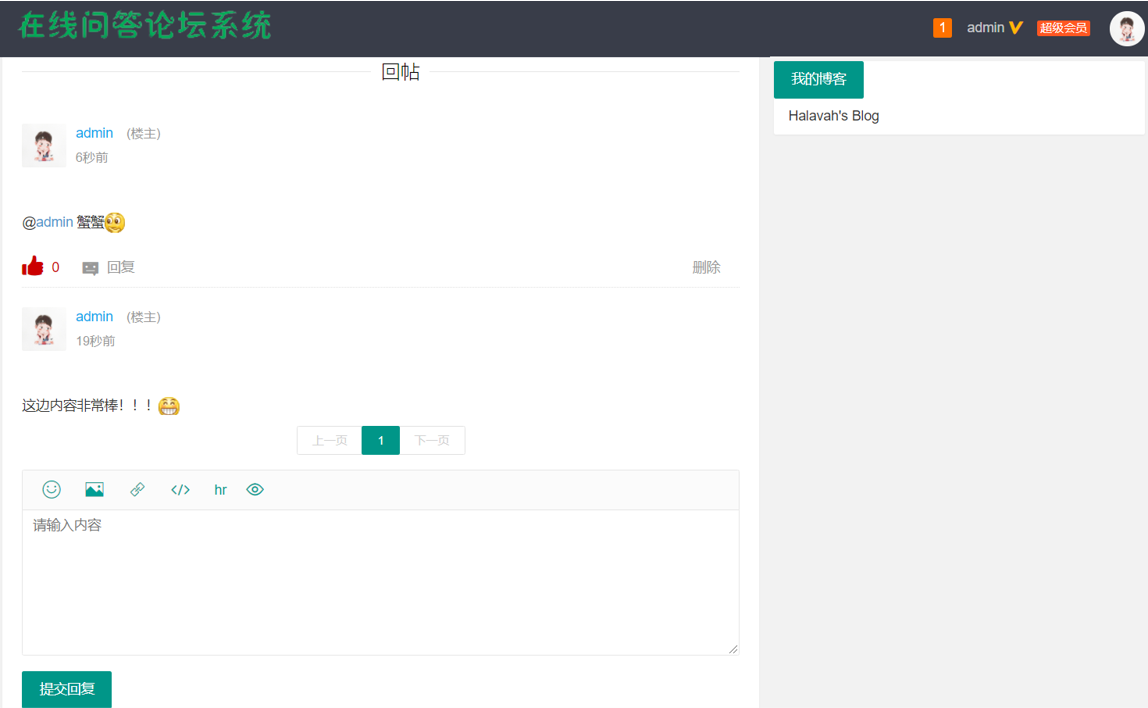 在线问答论坛系统
1 admin 超级会员
回帖
admin (楼主)
6秒前
@admin 蟹蟹
0 回复 删除
admin (楼主)
19秒前
这边内容非常棒！！！
上一页 1 下一页
</> hr
请输入内容
提交回复
我的博客
Halavah's Blog